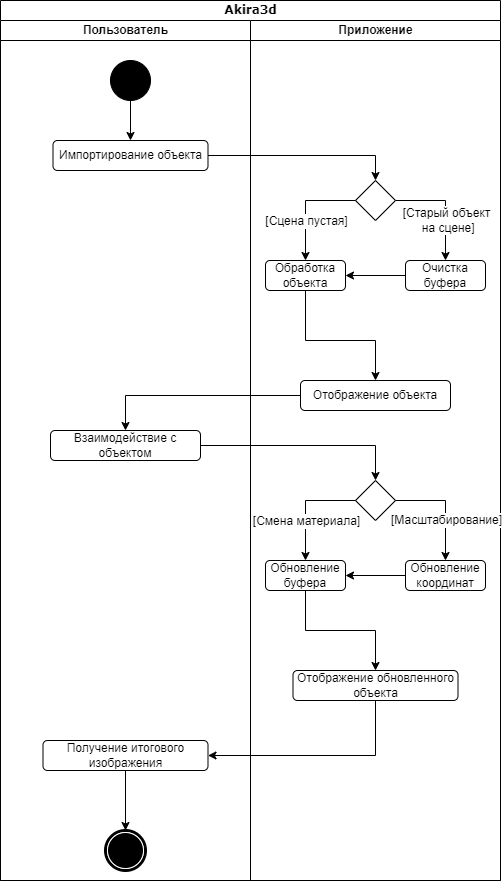 Akira3d
Пользователь
Приложение
Импортирование объекта
[Сцена пустая]
[Старый объект
на сцене]
Обработка
объекта
Очистка
буфера
Отображение объекта
Взаимодействие с
объектом
[Смена материала]
[Масштабирование]
Обновление
буфера
Обновление
координат
Отображение обновленного
объекта
Получение итогового
изображения